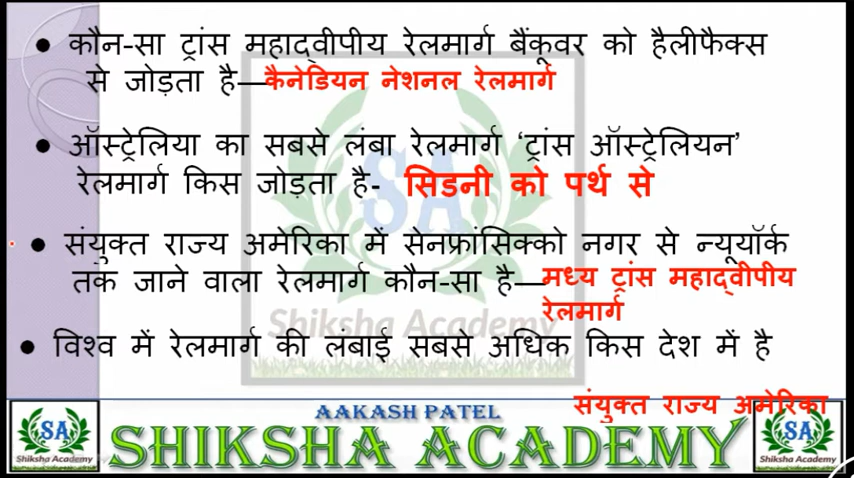 ● कौन-सा ट्रांस महाद्वीपीय रेलमार्ग बैंकूवर को हैलीफैक्स
से जोड़ता है—कैनेडियन नेशनल रेलमार्ग
● ऑस्ट्रेलिया का सबसे लंबा रेलमार्ग ‘ट्रांस ऑस्ट्रेलियन’
रेलमार्ग किस जोड़ता है- सिडनी को पर्थ से
● संयुक्त राज्य अमेरिका में सेनफ्रांसिक्को नगर से न्यूयॉर्क
तक जाने वाला रेलमार्ग कौन-सा है—मध्य ट्रांस महाद्वीपीय
रेलमार्ग
● विश्व में रेलमार्ग की लंबाई सबसे अधिक किस देश में है
संयुक्त राज्य अमेरिका
SA
Shiksha Academy
AAKASH PATEL
SHIKSHA ACADEMY
SA
Shiksha Academy
SA
Shiksha Academy